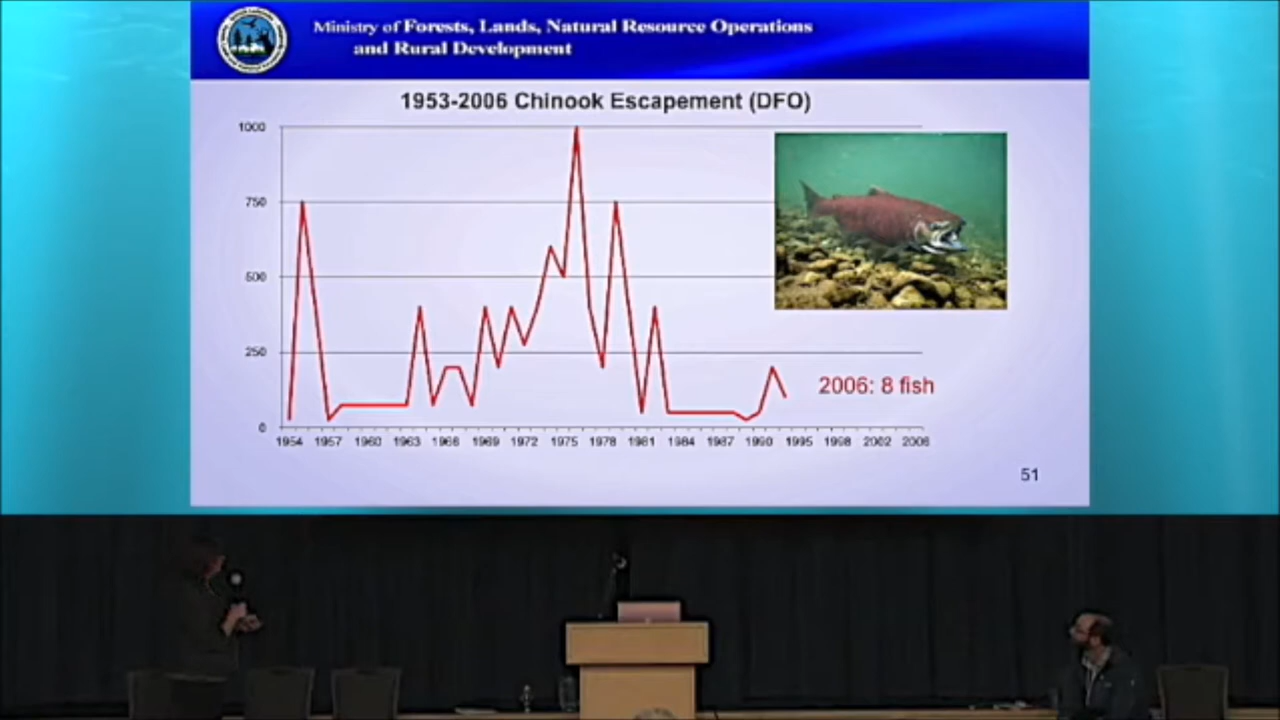 Ministry of Forests, Lands, Natural Resource Operations
and Rural Development
1953-2006 Chinook Escapement (DFO)
1000
750
500
250
0
1954 1957 1960 1963 1966 1969 1972 1975 1978 1981 1984 1987 1990 1995 1998 2002 2006
2006: 8 fish
51